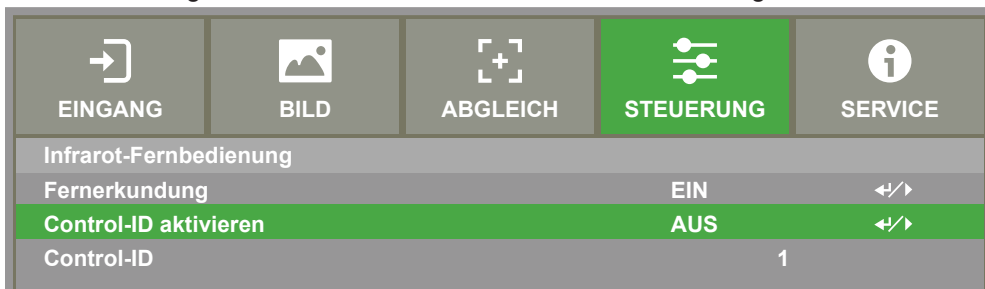 EINGANG BILD ABGLEICH STEUERUNG SERVICE
Infrarot-Fernbedienung
Fernerkundung EIN
Control-ID aktivieren AUS
Control-ID 1